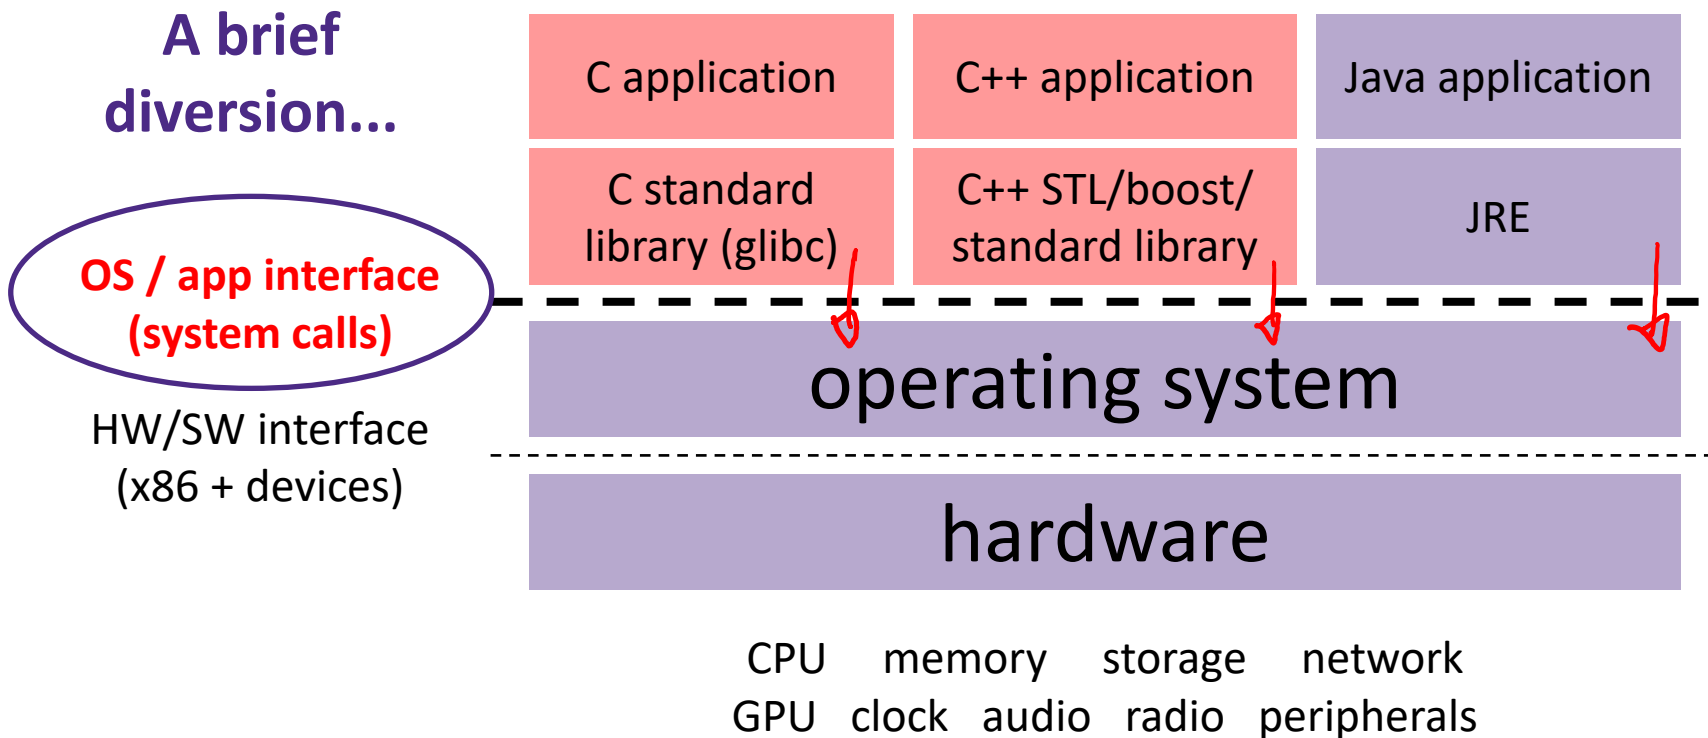 A brief
diversion...
C application
C++ application
Java application
C standard
library (glibc)
C++ STL/boost/
standard library
JRE
OS / app interface
(system calls)
operating system
HW/SW interface
(x86 + devices)
hardware
CPU memory storage network
GPU clock audio radio peripherals